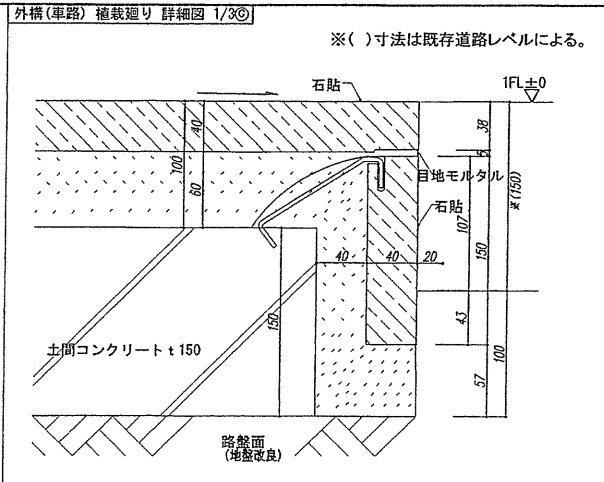 外構(車路) 植栽廻り 詳細図 1/3©
※( )寸法は既存道路レベルによる。
石貼
1FL±0
40
100
60
38
5
目地モルタル
※(150)
石貼
107
150
40
40
20
150
43
100
57
土間コンクリート t 150
路盤面
(地盤改良)